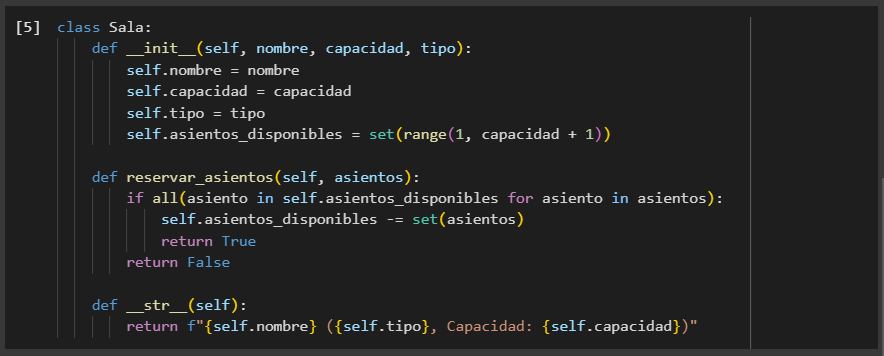 [5] class Sala:
    def __init__(self, nombre, capacidad, tipo):
        self.nombre = nombre
        self.capacidad = capacidad
        self.tipo = tipo
        self.asientos_disponibles = set(range(1, capacidad + 1))

    def reservar_asientos(self, asientos):
        if all(asiento in self.asientos_disponibles for asiento in asientos):
            self.asientos_disponibles -= set(asientos)
            return True
        return False

    def __str__(self):
        return f"{self.nombre} ({self.tipo}, Capacidad: {self.capacidad})"